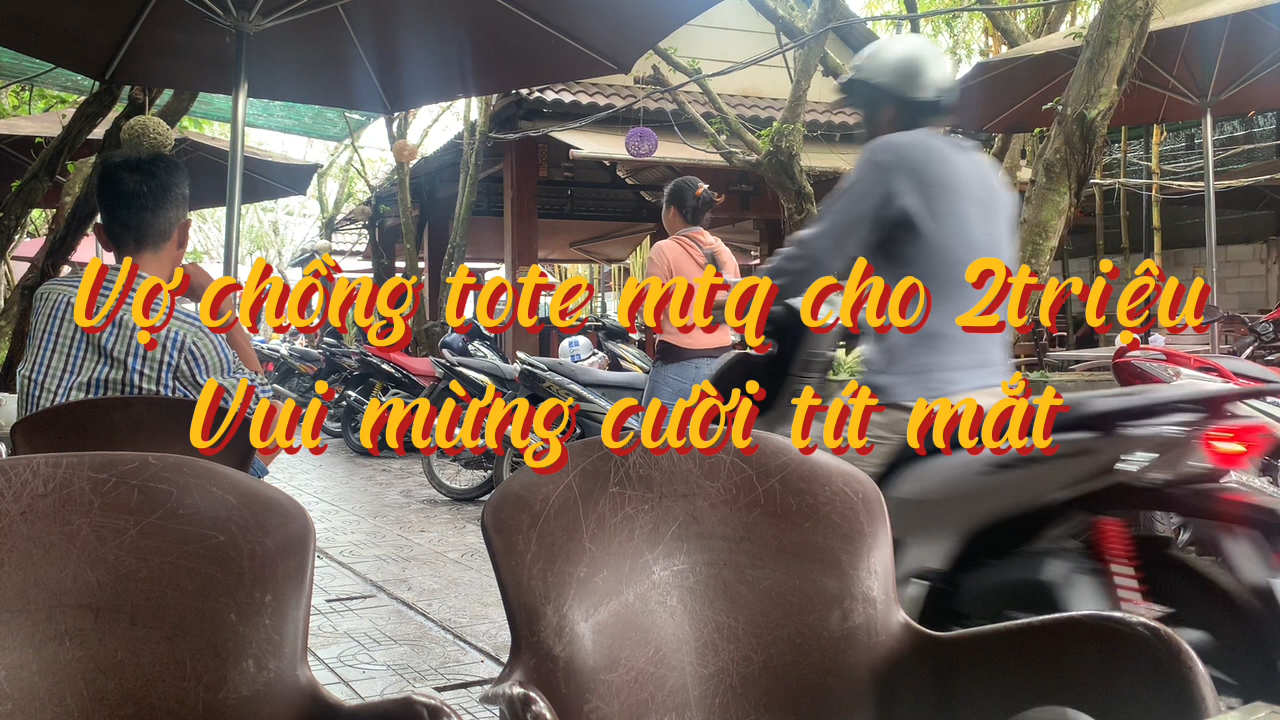 Vợ chồng tote mtq cho 2triệu
Vui mừng cười tít mắt